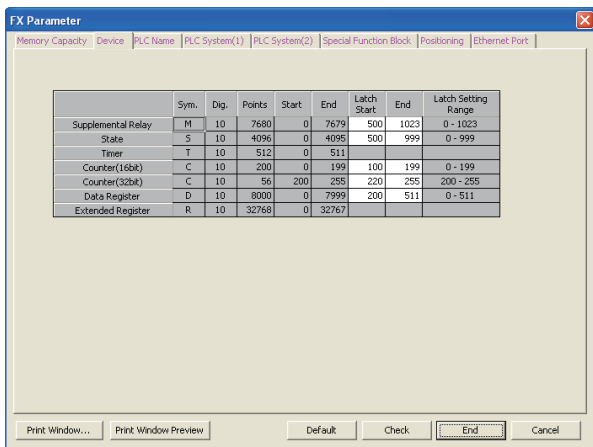 FX Parameter
Memory Capacity Device PLC Name PLC System(1) PLC System(2) Special Function Block Positioning Ethernet Port
Sym. Dig. Points Start End Latch Start End Latch Setting Range
Supplemental Relay M 10 7680 0 7679 500 1023 0 - 1023
State S 10 4096 0 4095 500 999 0 - 999
Timer T 10 512 0 511
Counter(16bit) C 10 200 0 199 100 199 0 - 199
Counter(32bit) C 10 56 200 255 220 255 200 - 255
Data Register D 10 8000 0 7999 200 511 0 - 511
Extended Register R 10 32768 0 32767
Print Window... Print Window Preview Default Check End Cancel